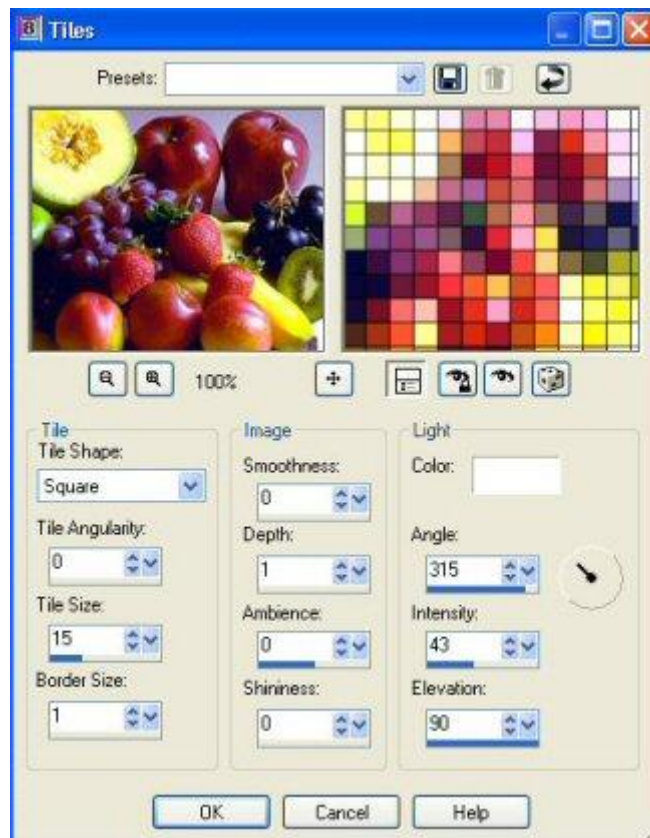 8 Tiles
Presets:
100%
Tile
Tile Shape:
Square
Tile Angularity:
0
Tile Size:
15
Border Size:
1
Image
Smoothness:
0
Depth:
1
Ambience:
0
Shininess:
0
Light
Color:
Angle:
315
Intensity:
43
Elevation:
90
OK Cancel Help